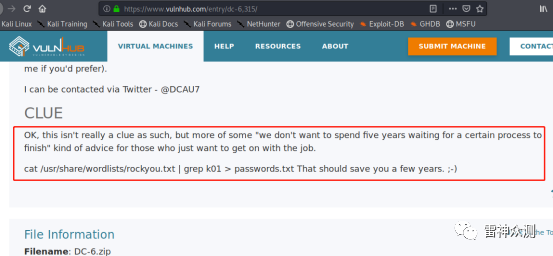 https://www.vulnhub.com/entry/dc-6,315/
Kali Linux Kali Training Kali Tools Kali Docs Kali Forums NetHunter Offensive Security Exploit-DB GHDB MSFU
VULNHUB VIRTUAL MACHINES HELP RESOURCES ABOUT SUBMIT MACHINE CONTAC
me if you'd prefer).
I can be contacted via Twitter - @DCAU7
CLUE
OK, this isn't really a clue as such, but more of some "we don't want to spend five years waiting for a certain process to
finish" kind of advice for those who just want to get on with the job.
cat /usr/share/wordlists/rockyou.txt | grep k01 > passwords.txt That should save you a few years. ;-)
File Information
Filename: DC-6.zip
雷神众测